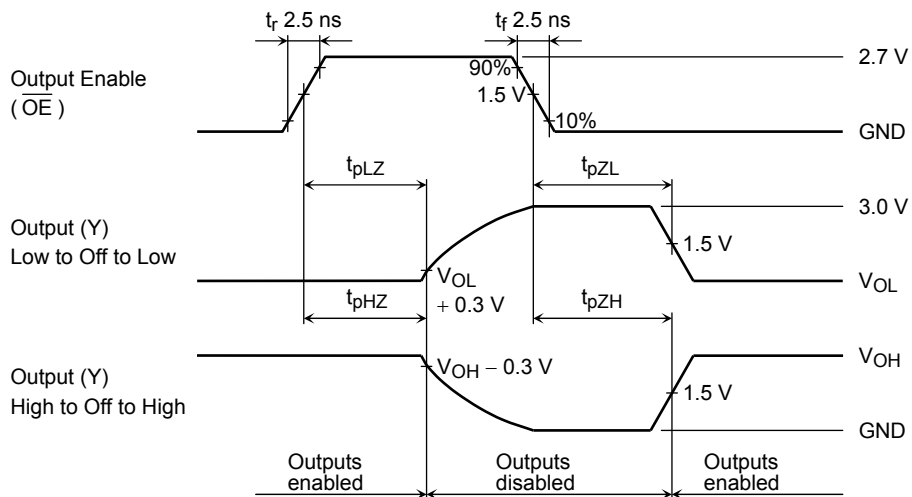 tr 2.5 ns
tf 2.5 ns
Output Enable
( OE )
90%
1.5 V
10%
2.7 V
GND
tpLZ
tpZL
Output (Y)
Low to Off to Low
3.0 V
1.5 V
VOL
+ 0.3 V
VOL
tpHZ
tpZH
Output (Y)
High to Off to High
VOH − 0.3 V
VOH
1.5 V
GND
Outputs
enabled
Outputs
disabled
Outputs
enabled